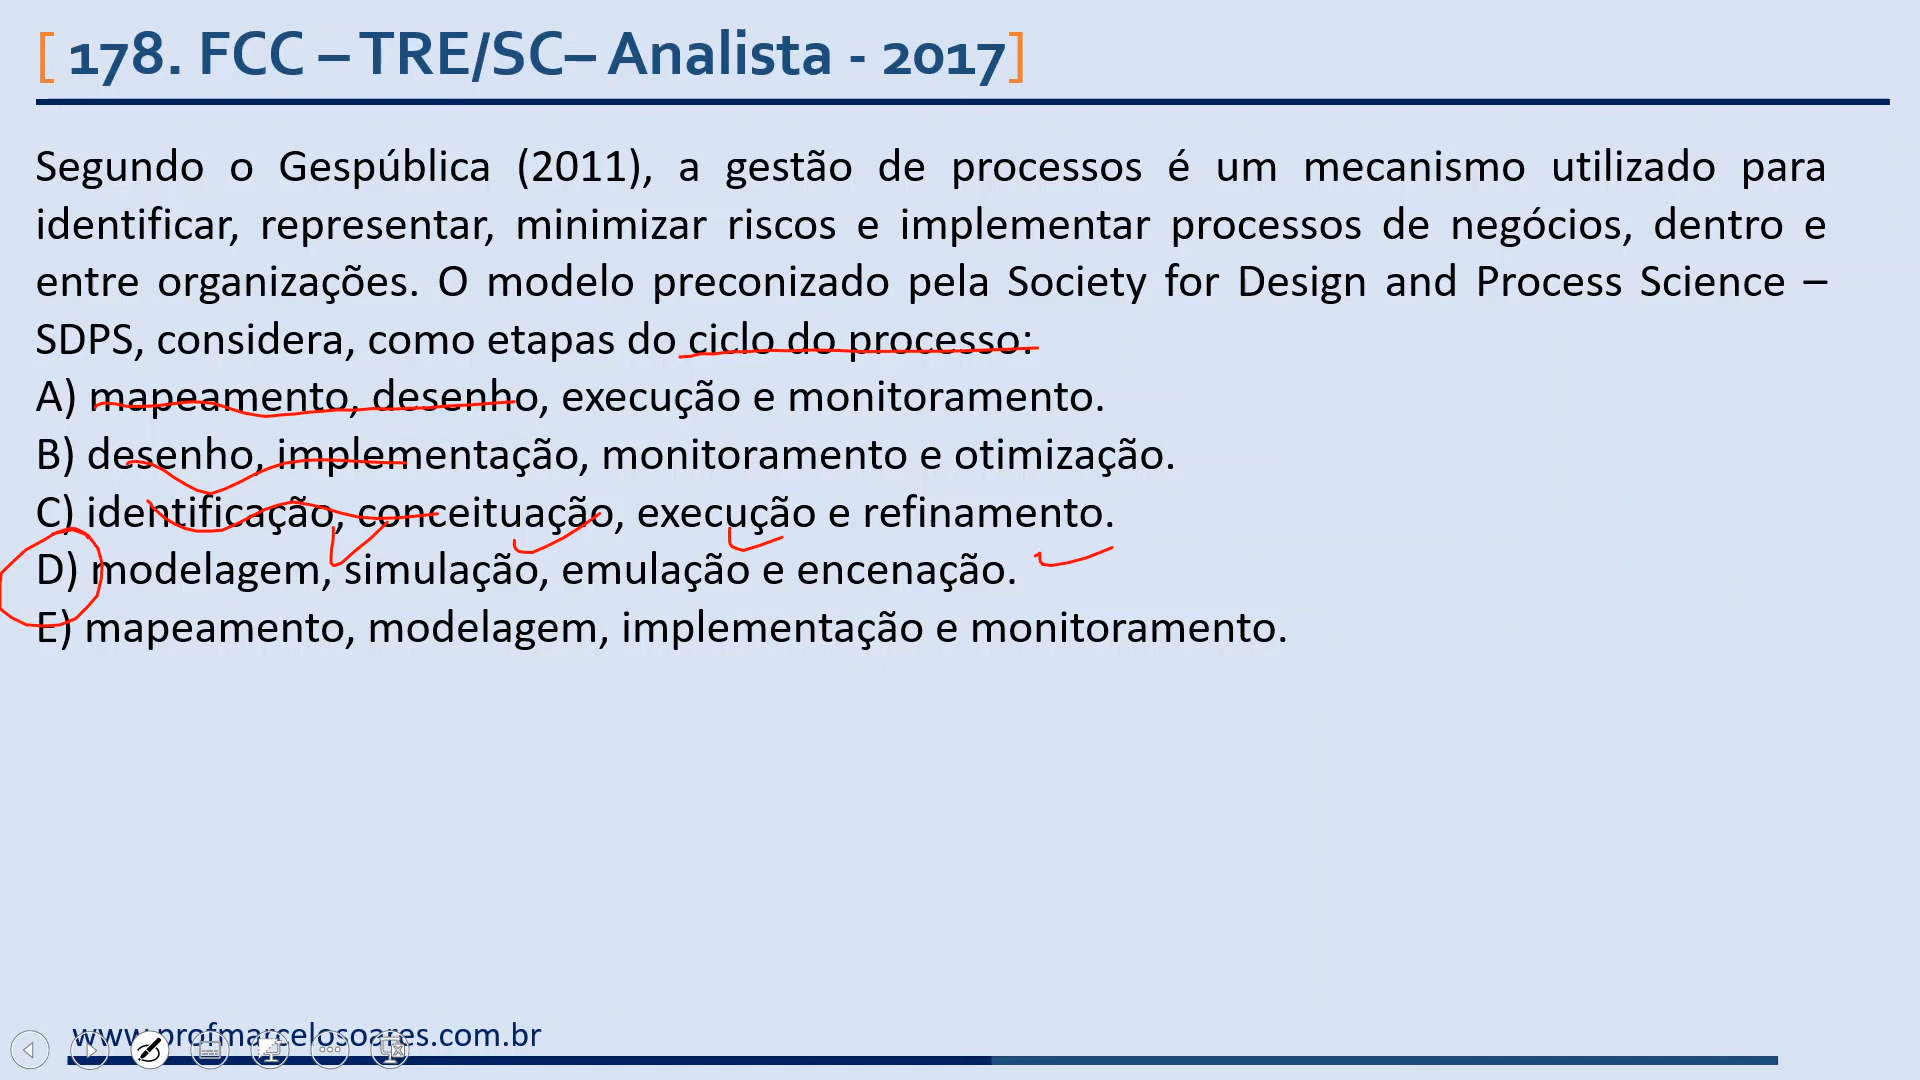 [ 178. FCC – TRE/SC– Analista - 2017]
Segundo o Gespública (2011), a gestão de processos é um mecanismo utilizado para
identificar, representar, minimizar riscos e implementar processos de negócios, dentro e
entre organizações. O modelo preconizado pela Society for Design and Process Science –
SDPS, considera, como etapas do ciclo do processo:
A) mapeamento, desenho, execução e monitoramento.
B) desenho, implementação, monitoramento e otimização.
C) identificação, conceituação, execução e refinamento.
D) modelagem, simulação, emulação e encenação.
E) mapeamento, modelagem, implementação e monitoramento.
www.profmarcelosoares.com.br